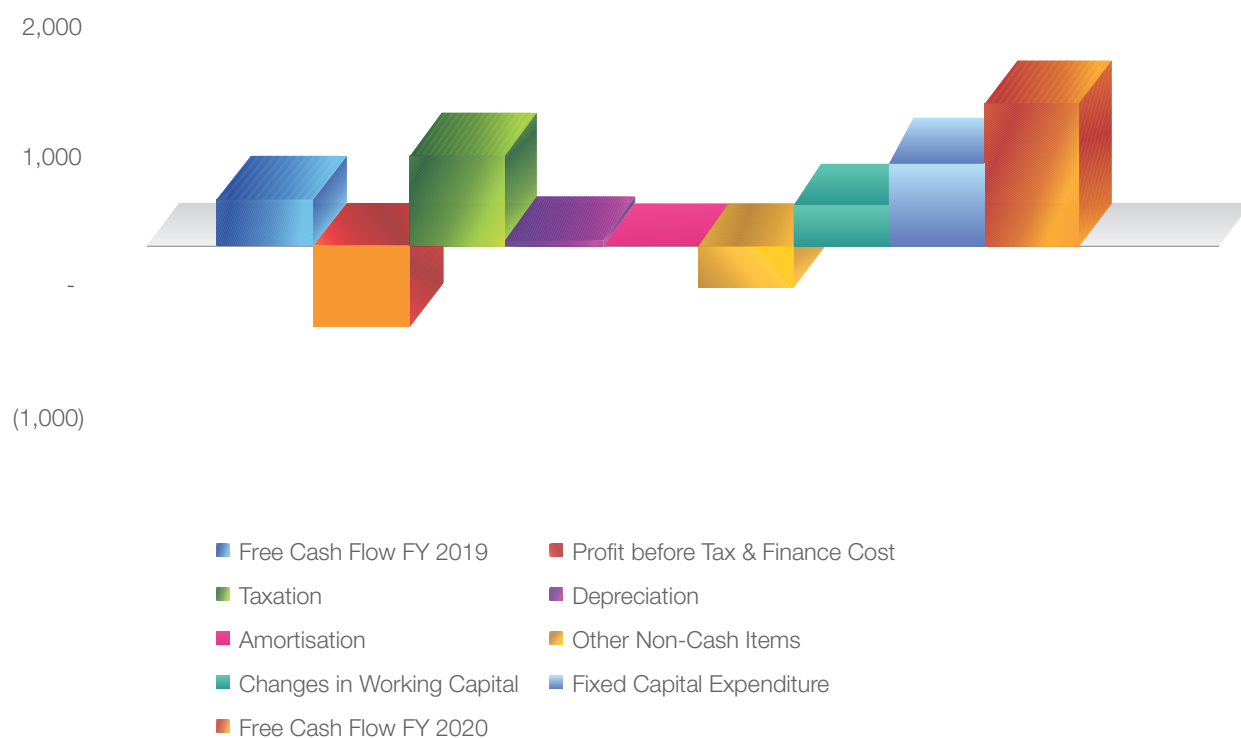 2,000
1,000
-
(1,000)
Free Cash Flow FY 2019
Profit before Tax & Finance Cost
Taxation
Depreciation
Amortisation
Other Non-Cash Items
Changes in Working Capital
Fixed Capital Expenditure
Free Cash Flow FY 2020